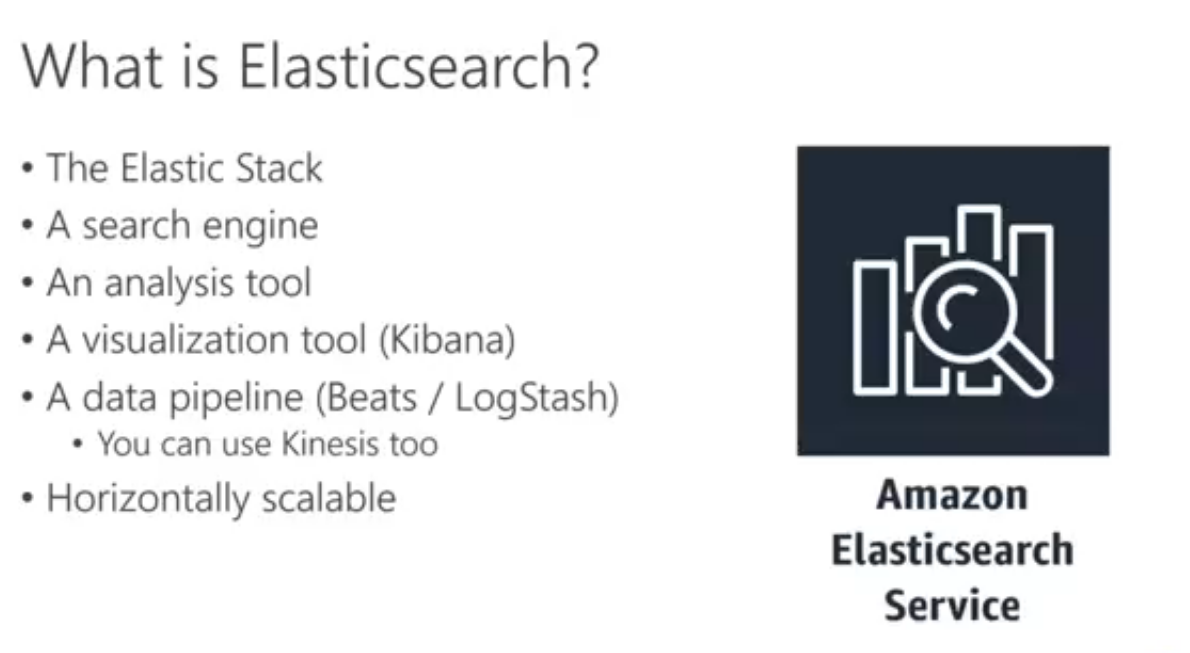 What is Elasticsearch?
• The Elastic Stack
• A search engine
• An analysis tool
• A visualization tool (Kibana)
• A data pipeline (Beats / LogStash)
• You can use Kinesis too
• Horizontally scalable
Amazon
Elasticsearch
Service